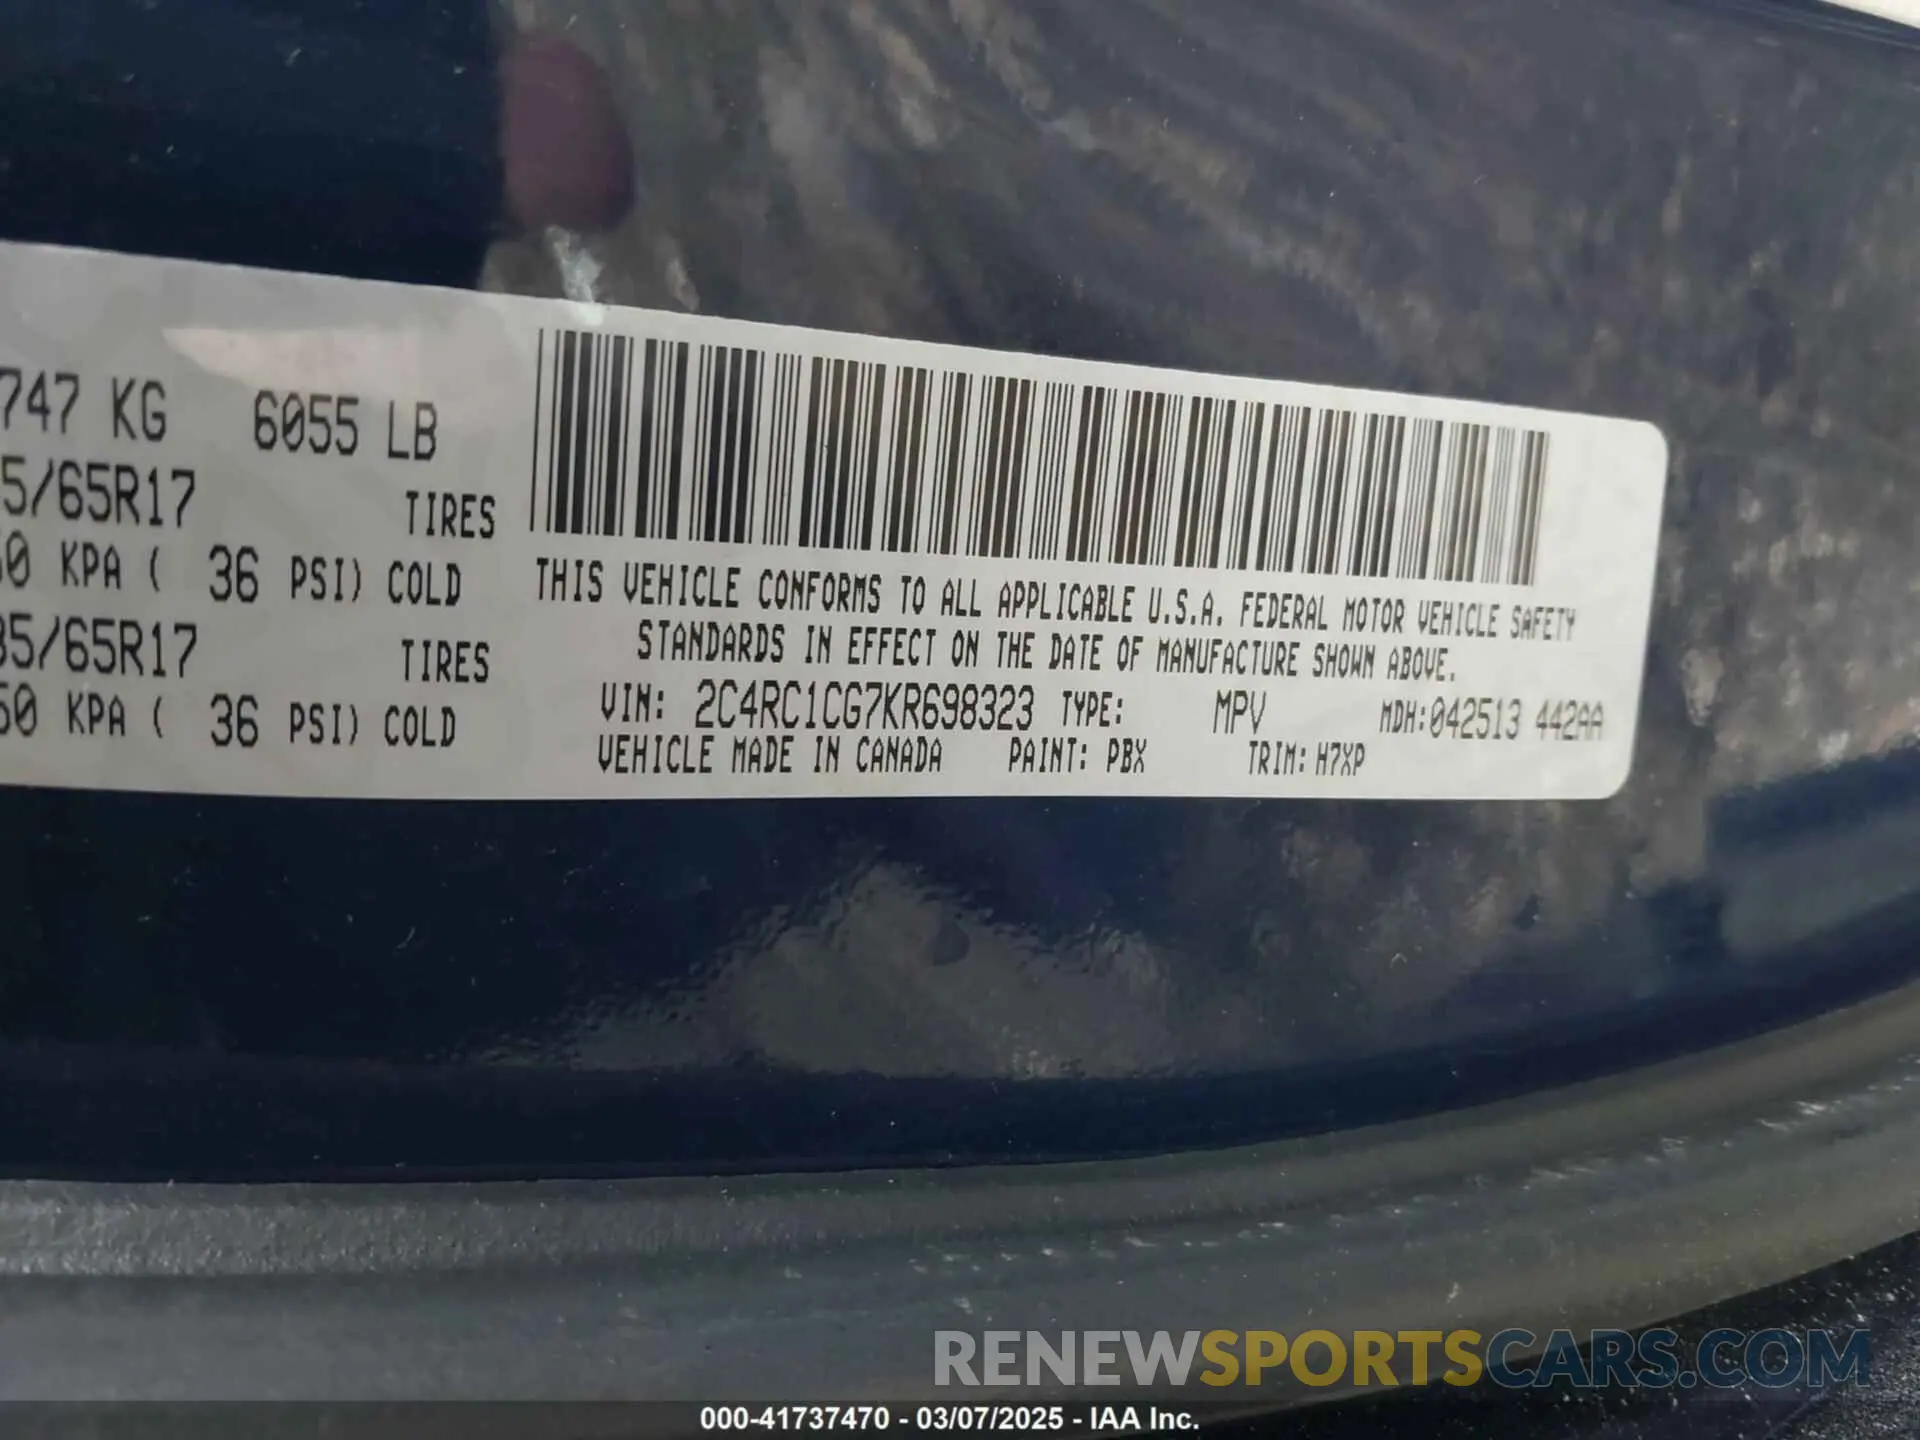 747 KG 6055 LB
5/65R17 TIRES
50 KPA ( 36 PSI) COLD
35/65R17 TIRES
50 KPA ( 36 PSI) COLD
THIS VEHICLE CONFORMS TO ALL APPLICABLE U.S.A. FEDERAL MOTOR VEHICLE SAFETY
STANDARDS IN EFFECT ON THE DATE OF MANUFACTURE SHOWN ABOVE.
VIN: 2C4RC1CG7KR698323 TYPE: MPV MDH:042513 442AA
VEHICLE MADE IN CANADA PAINT: PBX TRIM: H7XP
RENEWSPORTSCARS.COM
000-41737470 - 03/07/2025 - IAA Inc.